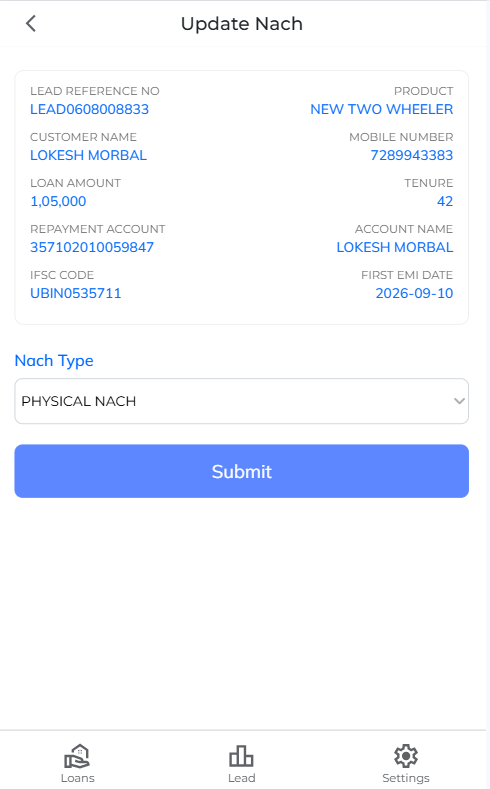 Update Nach
LEAD REFERENCE NO PRODUCT
LEAD0608008833 NEW TWO WHEELER
CUSTOMER NAME MOBILE NUMBER
LOKESH MORBAL 7289943383
LOAN AMOUNT TENURE
1,05,000 42
REPAYMENT ACCOUNT ACCOUNT NAME
357102010059847 LOKESH MORBAL
IFSC CODE FIRST EMI DATE
UBIN0535711 2026-09-10
Nach Type
PHYSICAL NACH
Submit
Loans Lead Settings